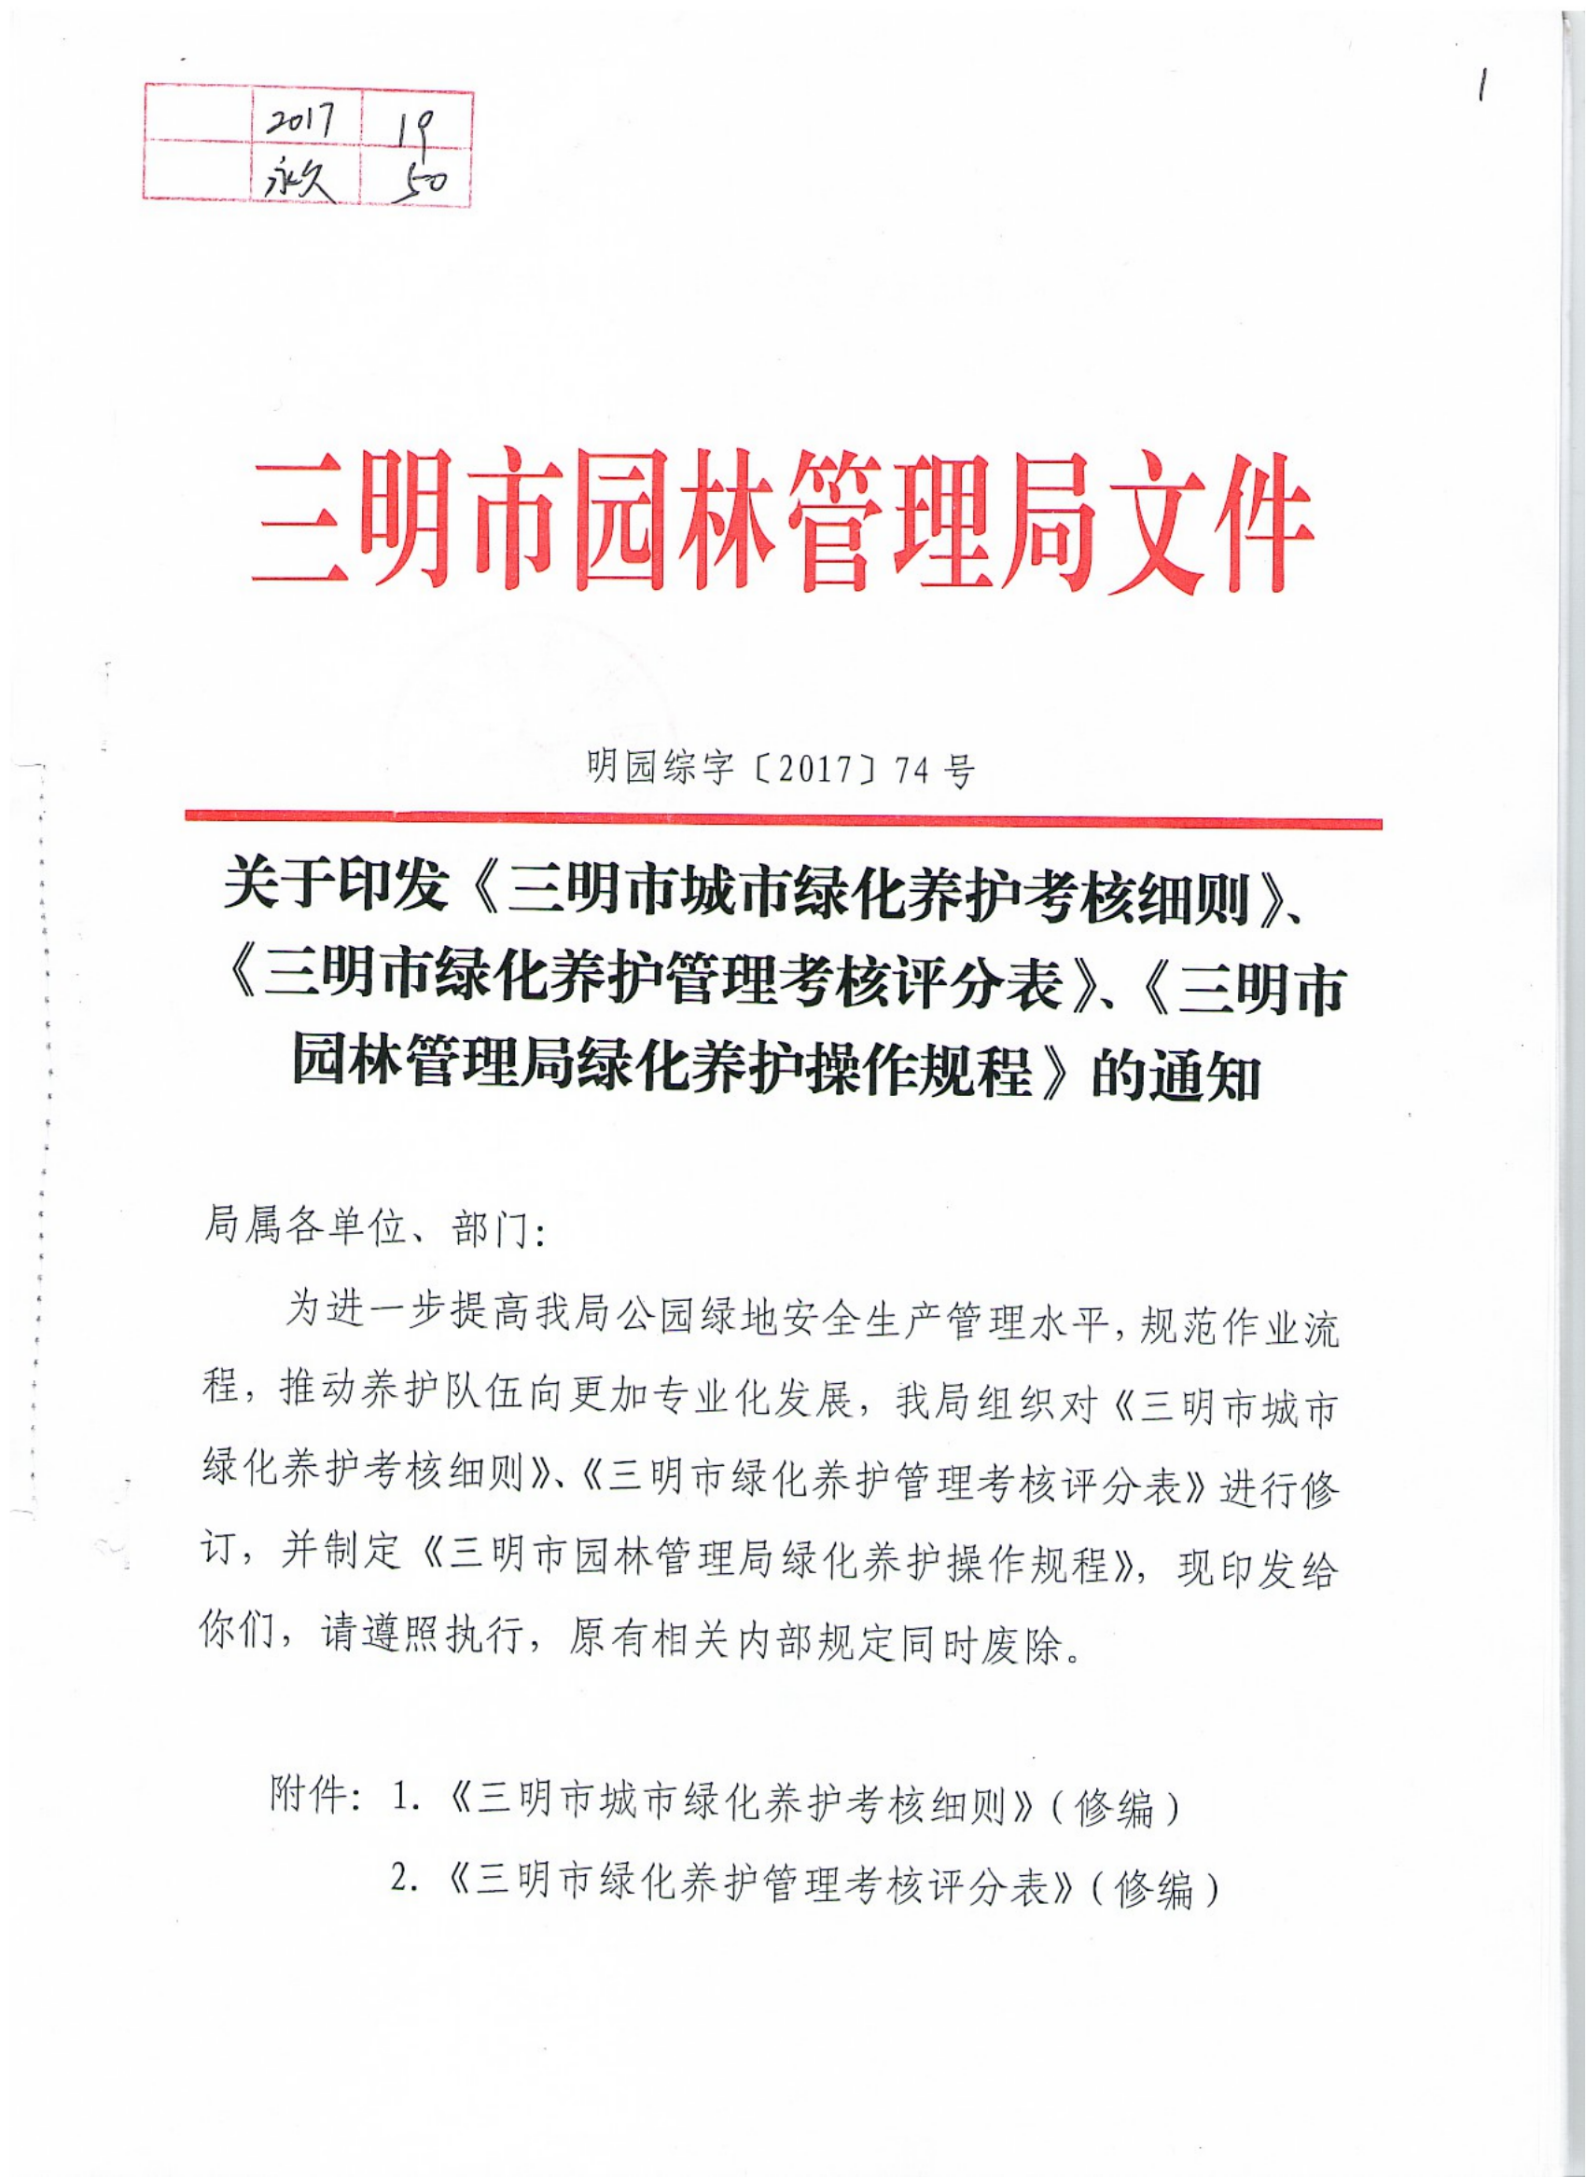 1
2017 19
永久 50
三明市园林管理局文件
明园综字〔2017〕74 号
关于印发《三明市城市绿化养护考核细则》、
《三明市绿化养护管理考核评分表》、《三明市
园林管理局绿化养护操作规程》的通知
局属各单位、部门：
为进一步提高我局公园绿地安全生产管理水平，规范作业流
程，推动养护队伍向更加专业化发展，我局组织对《三明市城市
绿化养护考核细则》、《三明市绿化养护管理考核评分表》进行修
订，并制定《三明市园林管理局绿化养护操作规程》，现印发给
你们，请遵照执行，原有相关内部规定同时废除。
附件：1.《三明市城市绿化养护考核细则》（修编）
2.《三明市绿化养护管理考核评分表》（修编）